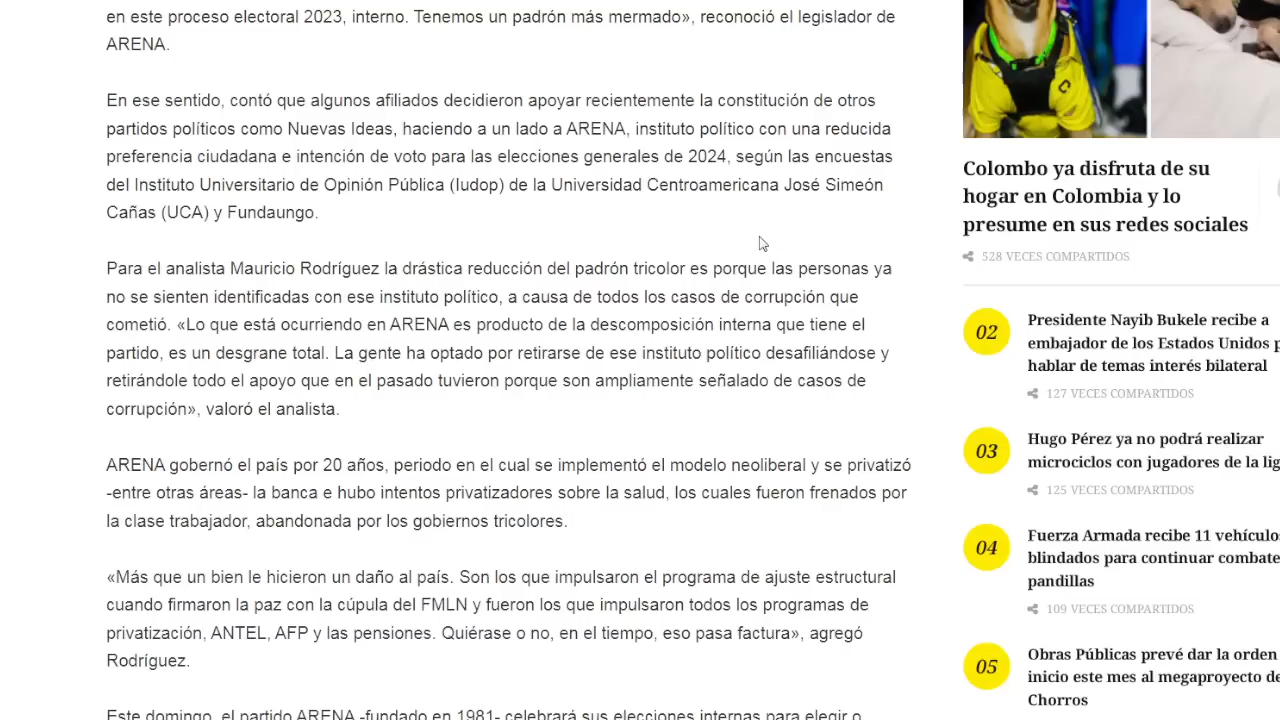 en este proceso electoral 2023, interno. Tenemos un padrón más mermado», reconoció el legislador de
ARENA.
En ese sentido, contó que algunos afiliados decidieron apoyar recientemente la constitución de otros
partidos políticos como Nuevas Ideas, haciendo a un lado a ARENA, instituto político con una reducida
preferencia ciudadana e intención de voto para las elecciones generales de 2024, según las encuestas
del Instituto Universitario de Opinión Pública (Iudop) de la Universidad Centroamericana José Simeón
Cañas (UCA) y Fundaungo.
Para el analista Mauricio Rodríguez la drástica reducción del padrón tricolor es porque las personas ya
no se sienten identificadas con ese instituto político, a causa de todos los casos de corrupción que
cometió. «Lo que está ocurriendo en ARENA es producto de la descomposición interna que tiene el
partido, es un desgrane total. La gente ha optado por retirarse de ese instituto político desafiliándose y
retirándole todo el apoyo que en el pasado tuvieron porque son ampliamente señalado de casos de
corrupción», valoró el analista.
ARENA gobernó el país por 20 años, periodo en el cual se implementó el modelo neoliberal y se privatizó
-entre otras áreas- la banca e hubo intentos privatizadores sobre la salud, los cuales fueron frenados por
la clase trabajador, abandonada por los gobiernos tricolores.
«Más que un bien le hicieron un daño al país. Son los que impulsaron el programa de ajuste estructural
cuando firmaron la paz con la cúpula del FMLN y fueron los que impulsaron todos los programas de
privatización, ANTEL, AFP y las pensiones. Quiérase o no, en el tiempo, eso pasa factura», agregó
Rodríguez.
Este domingo, el partido ARENA -fundado en 1981- celebrará sus elecciones internas para elegir o
Colombo ya disfruta de su
hogar en Colombia y lo
presume en sus redes sociales
528 VECES COMPARTIDOS
02
Presidente Nayib Bukele recibe a
embajador de los Estados Unidos p
hablar de temas interés bilateral
127 VECES COMPARTIDOS
03
Hugo Pérez ya no podrá realizar
microciclos con jugadores de la lig
125 VECES COMPARTIDOS
04
Fuerza Armada recibe 11 vehículos
blindados para continuar combate
pandillas
109 VECES COMPARTIDOS
05
Obras Públicas prevé dar la orden
inicio este mes al megaproyecto de
Chorros